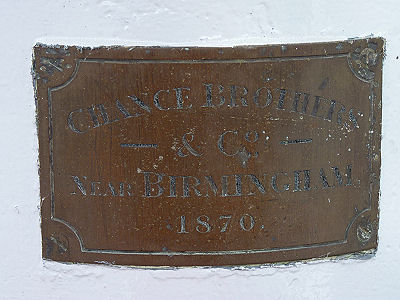 CHANCE BROTHERS
— & Co —
NEAR BIRMINGHAM.
· 1870 ·